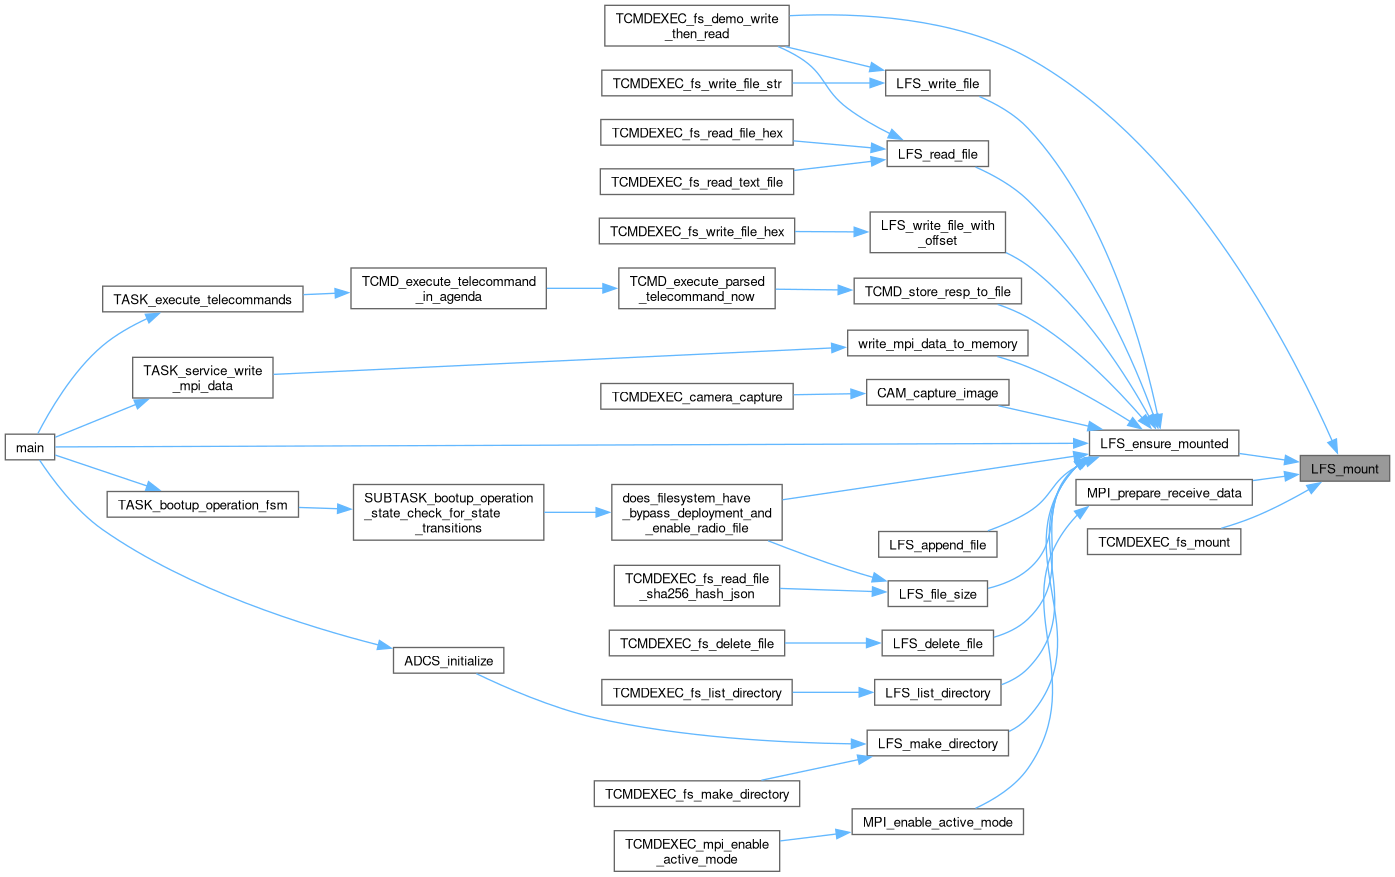 TCMDEXEC_fs_demo_write
_then_read
LFS_write_file
TCMDEXEC_fs_write_file_str
TCMDEXEC_fs_read_file_hex
LFS_read_file
TCMDEXEC_fs_read_text_file
LFS_write_file_with
_offset
TCMDEXEC_fs_write_file_hex
TCMD_execute_telecommand
_in_agenda
TCMD_execute_parsed
_telecommand_now
TCMD_store_resp_to_file
TASK_execute_telecommands
write_mpi_data_to_memory
TASK_service_write
_mpi_data
CAM_capture_image
TCMDEXEC_camera_capture
main
LFS_ensure_mounted
LFS_mount
MPI_prepare_receive_data
TASK_bootup_operation_fsm
SUBTASK_bootup_operation
_state_check_for_state
_transitions
does_filesystem_have
_bypass_deployment_and
_enable_radio_file
TCMDEXEC_fs_mount
LFS_append_file
TCMDEXEC_fs_read_file
_sha256_hash_json
LFS_file_size
TCMDEXEC_fs_delete_file
LFS_delete_file
ADCS_initialize
TCMDEXEC_fs_list_directory
LFS_list_directory
LFS_make_directory
TCMDEXEC_fs_make_directory
MPI_enable_active_mode
TCMDEXEC_mpi_enable
_active_mode